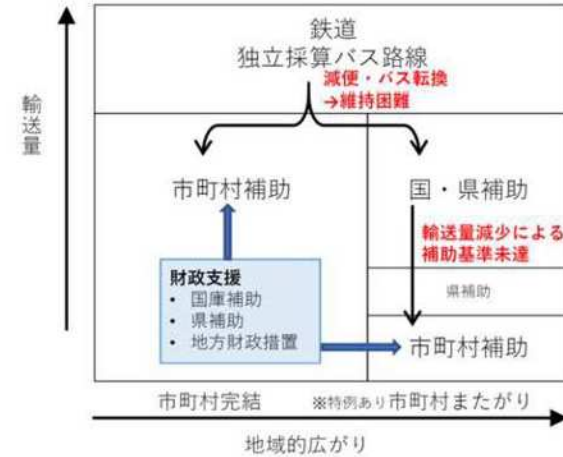 鉄道
独立採算バス路線
減便・バス転換
→維持困難
輸送量
市町村補助
国・県補助
輸送量減少による
補助基準未達
財政支援
• 国庫補助
• 県補助
• 地方財政措置
県補助
市町村補助
市町村完結
※特例あり市町村またがり
地域的広がり